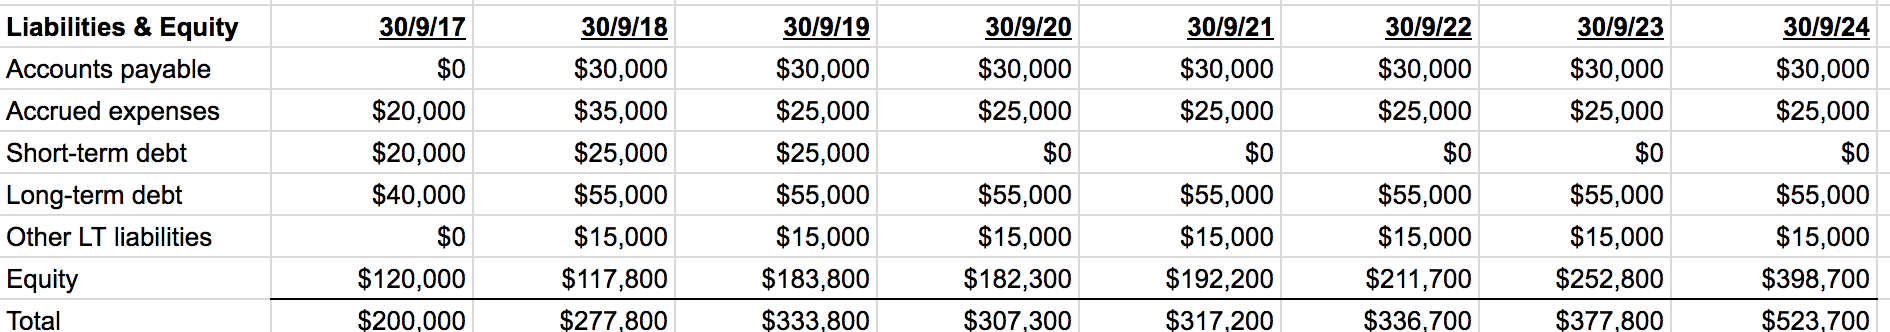 Liabilities & Equity 30/9/17 30/9/18 30/9/19 30/9/20 30/9/21 30/9/22 30/9/23 30/9/24
Accounts payable $0 $30,000 $30,000 $30,000 $30,000 $30,000 $30,000 $30,000
Accrued expenses $20,000 $35,000 $25,000 $25,000 $25,000 $25,000 $25,000 $25,000
Short-term debt $20,000 $25,000 $25,000 $0 $0 $0 $0 $0
Long-term debt $40,000 $55,000 $55,000 $55,000 $55,000 $55,000 $55,000 $55,000
Other LT liabilities $0 $15,000 $15,000 $15,000 $15,000 $15,000 $15,000 $15,000
Equity $120,000 $117,800 $183,800 $182,300 $192,200 $211,700 $252,800 $398,700
Total $200,000 $277,800 $333,800 $307,300 $317,200 $336,700 $377,800 $523,700